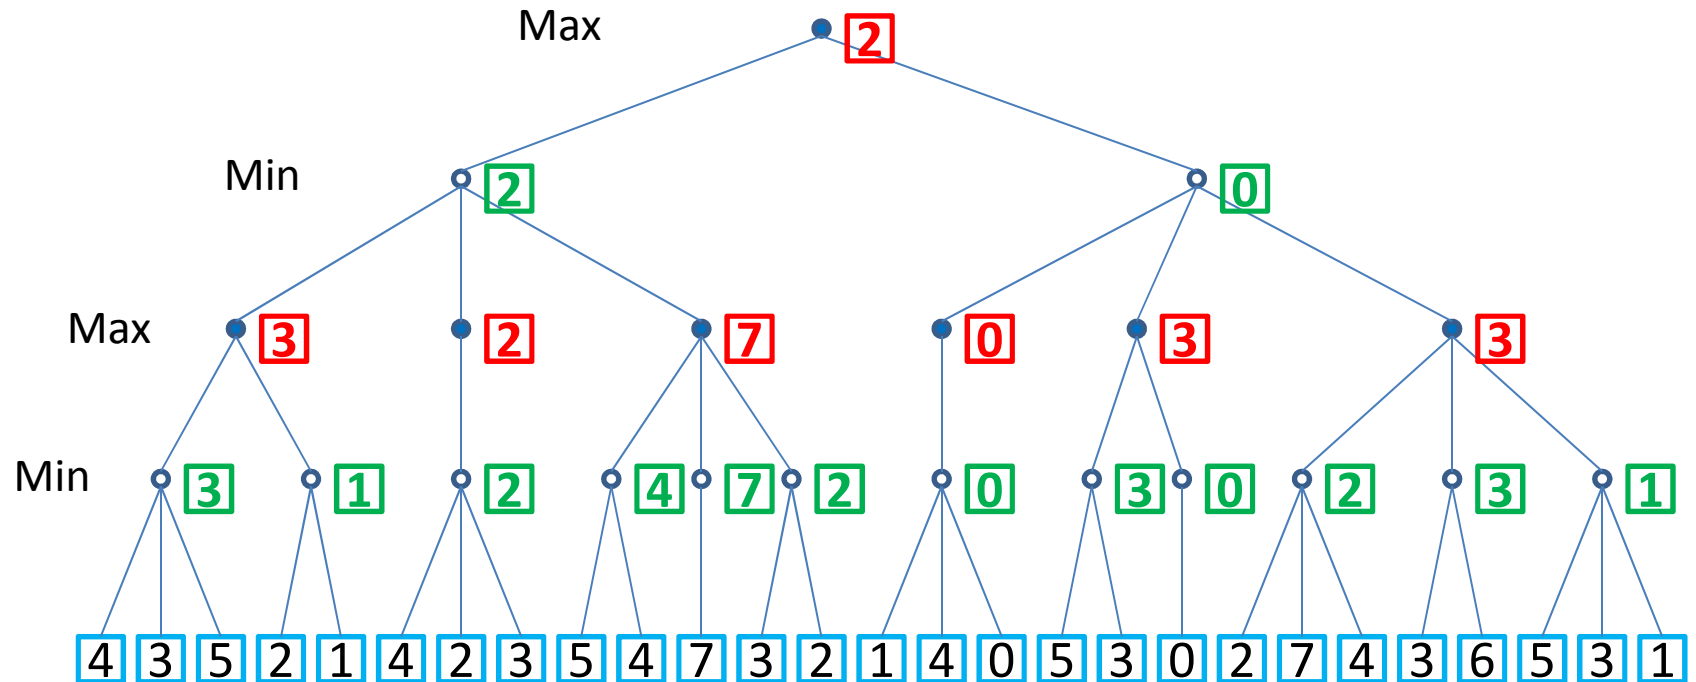 Max 2
Min 2 0
Max 3 2 7 0 3 3
Min 3 1 2 4 7 2 0 3 0 2 3 1
4 3 5 2 1 4 2 3 5 4 7 3 2 1 4 0 5 3 0 2 7 4 3 6 5 3 1